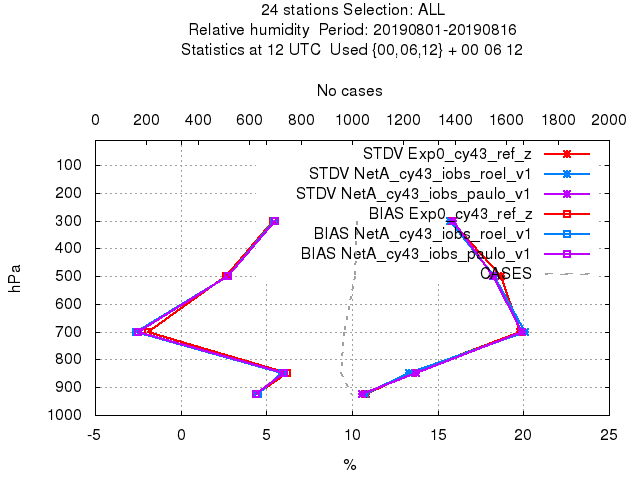 24 stations Selection: ALL
Relative humidity  Period: 20190801-20190816
Statistics at 12 UTC  Used {00,06,12} + 00 06 12
No cases
0 200 400 600 800 1000 1200 1400 1600 1800 2000
STDV Exp0_cy43_ref_z
STDV NetA_cy43_iobs_roel_v1
STDV NetA_cy43_iobs_paulo_v1
BIAS Exp0_cy43_ref_z
BIAS NetA_cy43_iobs_roel_v1
BIAS NetA_cy43_iobs_paulo_v1
CASES
100
200
300
400
500
600
700
800
900
1000
hPa
-5 0 5 10 15 20 25
%